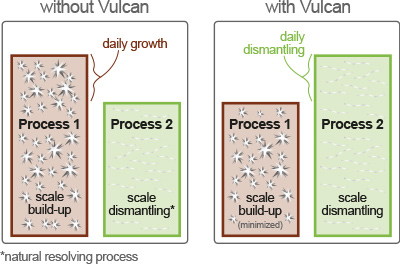 without Vulcan
daily growth
Process 1
scale
build-up
Process 2
scale
dismantling*
with Vulcan
daily
dismantling
Process 1
scale
build-up
(minimized)
Process 2
scale
dismantling
*natural resolving process